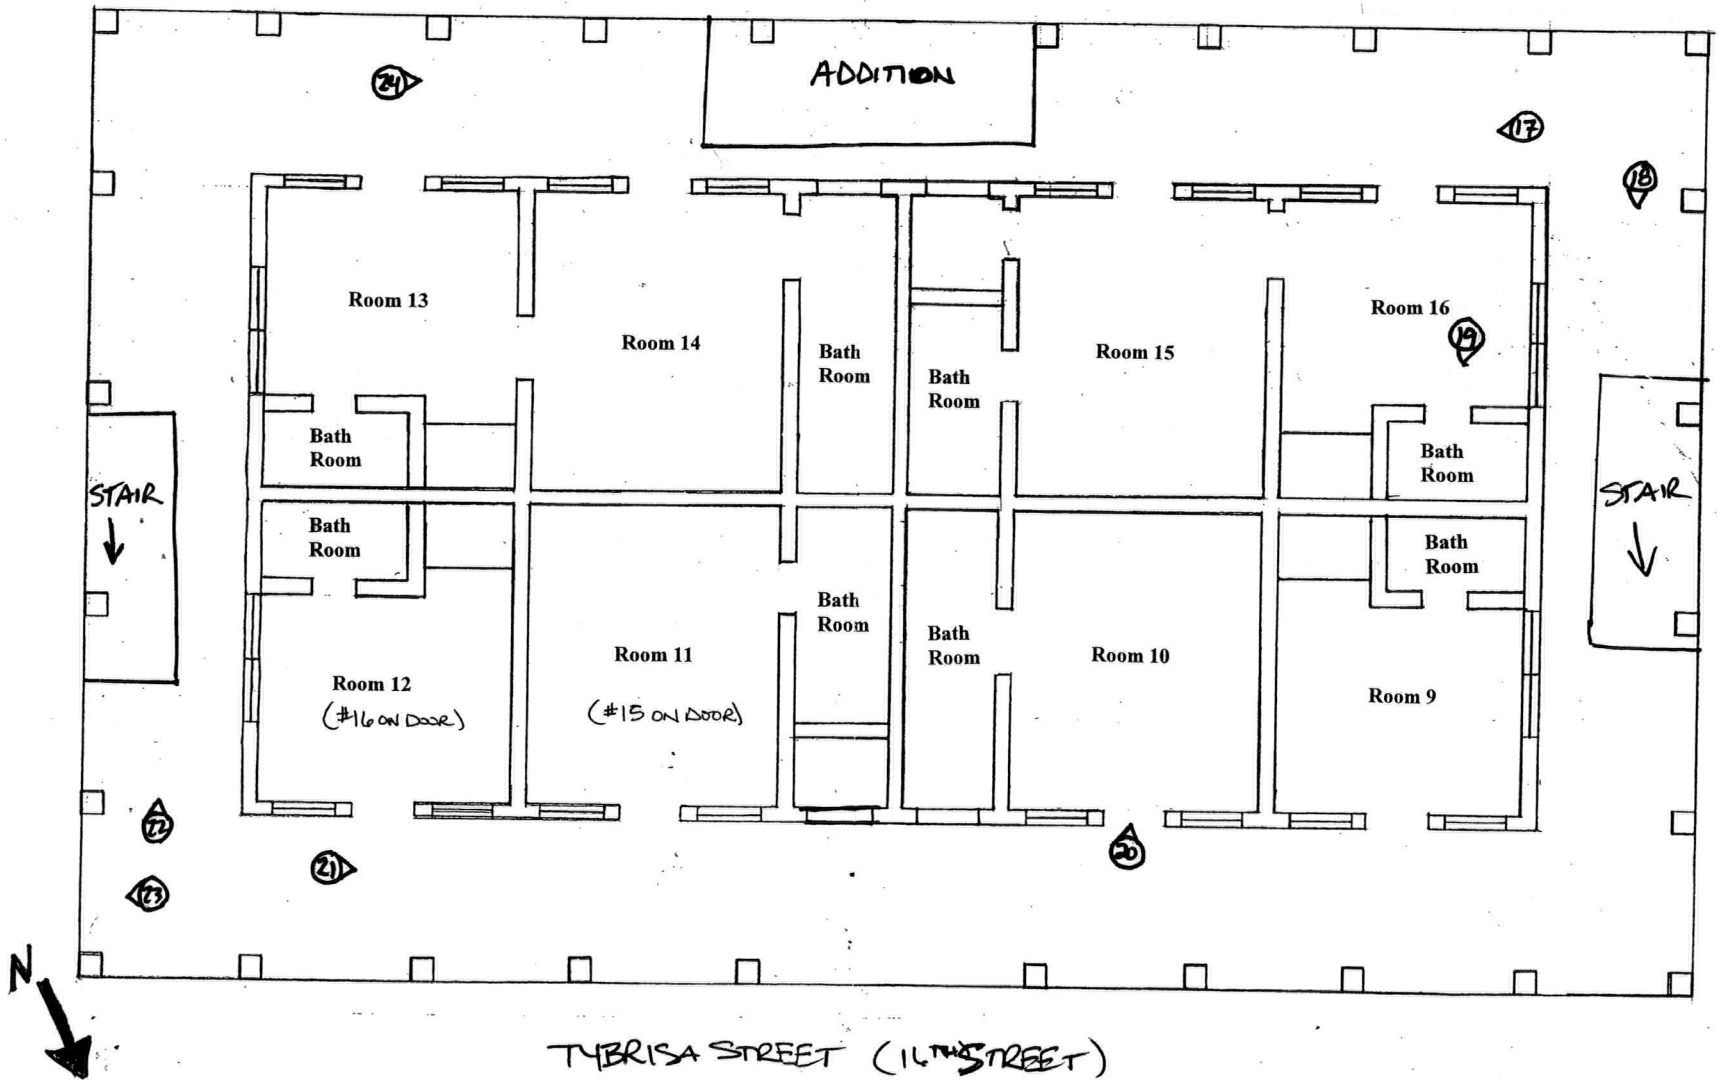 ADDITION
24
17
18
Room 13
Room 14
Room 15
Room 16
19
Bath
Room
Bath
Room
Bath
Room
Bath
Room
STAIR
STAIR
Bath
Room
Bath
Room
Bath
Room
Bath
Room
Room 12
(#16 ON DOOR)
Room 11
(#15 ON DOOR)
Room 10
Room 9
22
21
20
23
N
TYBRISA STREET (16TH STREET)